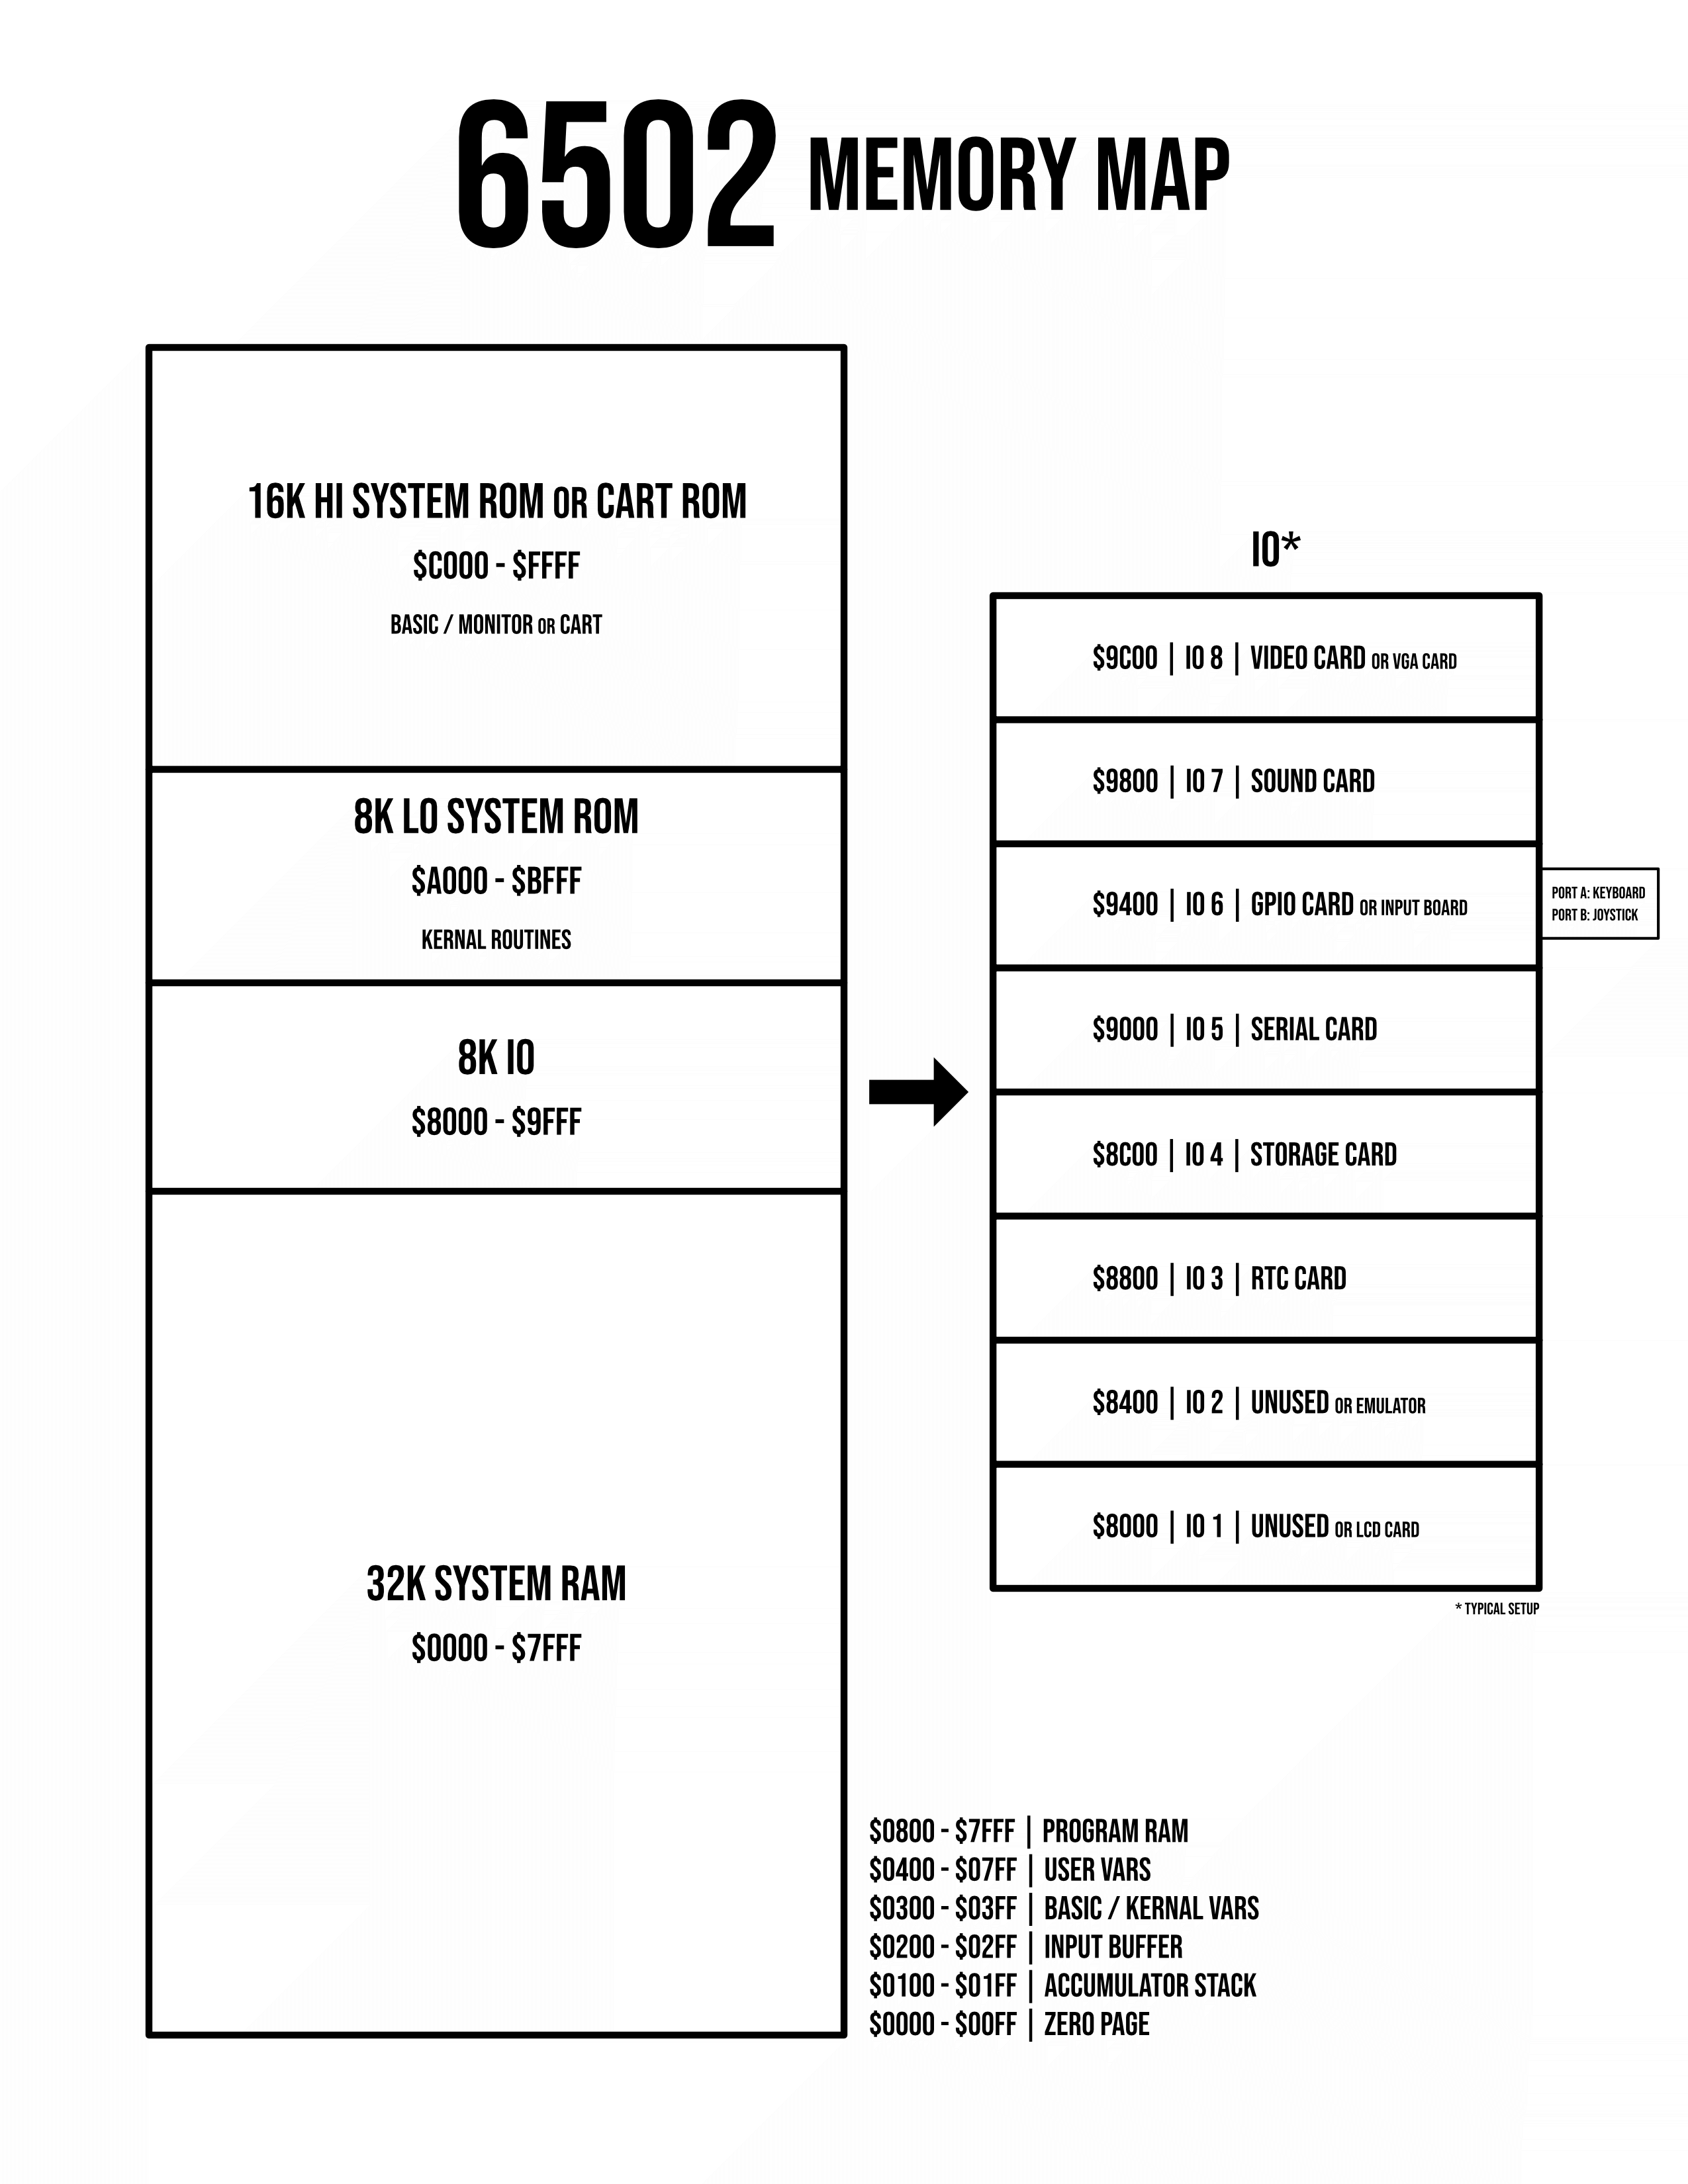 6502 MEMORY MAP
16K HI SYSTEM ROM OR CART ROM
$C000 - $FFFF
BASIC / MONITOR OR CART
8K LO SYSTEM ROM
$A000 - $BFFF
KERNAL ROUTINES
8K IO
$8000 - $9FFF
32K SYSTEM RAM
$0000 - $7FFF
IO*
$9C00 | IO 8 | VIDEO CARD OR VGA CARD
$9800 | IO 7 | SOUND CARD
$9400 | IO 6 | GPIO CARD OR INPUT BOARD
PORT A: KEYBOARD
PORT B: JOYSTICK
$9000 | IO 5 | SERIAL CARD
$8C00 | IO 4 | STORAGE CARD
$8800 | IO 3 | RTC CARD
$8400 | IO 2 | UNUSED OR EMULATOR
$8000 | IO 1 | UNUSED OR LCD CARD
* TYPICAL SETUP
$0800 - $7FFF | PROGRAM RAM
$0400 - $07FF | USER VARS
$0300 - $03FF | BASIC / KERNAL VARS
$0200 - $02FF | INPUT BUFFER
$0100 - $01FF | ACCUMULATOR STACK
$0000 - $00FF | ZERO PAGE